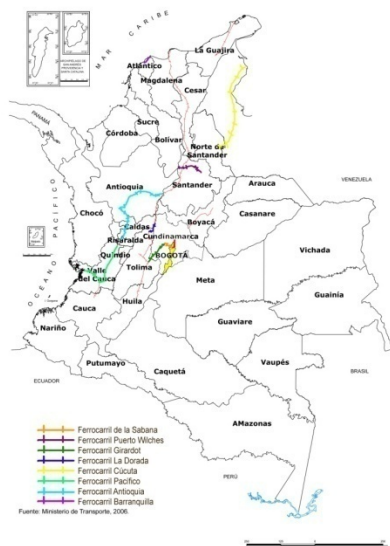 MAR CARIBE
La Guajira
Atlántico
Magdalena
Cesar
PANAMÁ
Sucre
Córdoba
Bolívar
Norte de
Santander
VENEZUELA
Antioquia
Santander
Arauca
Chocó
Boyacá
Casanare
OCEANO PACÍFICO
Caldas
Cundinamarca
Risaralda
Vichada
Quindío
BOGOTÁ
Valle
del Cauca
Tolima
Meta
Guainía
Cauca
Huila
Guaviare
Nariño
Vaupés
BRASIL
Putumayo
ECUADOR
Caquetá
AMazonas
PERÚ
Ferrocarril de la Sabana
Ferrocarril Puerto Wilches
Ferrocarril Girardot
Ferrocarril La Dorada
Ferrocarril Cúcuta
Ferrocarril Pacífico
Ferrocarril Antioquia
Ferrocarril Barranquilla
Fuente: Ministerio de Transporte, 2006.